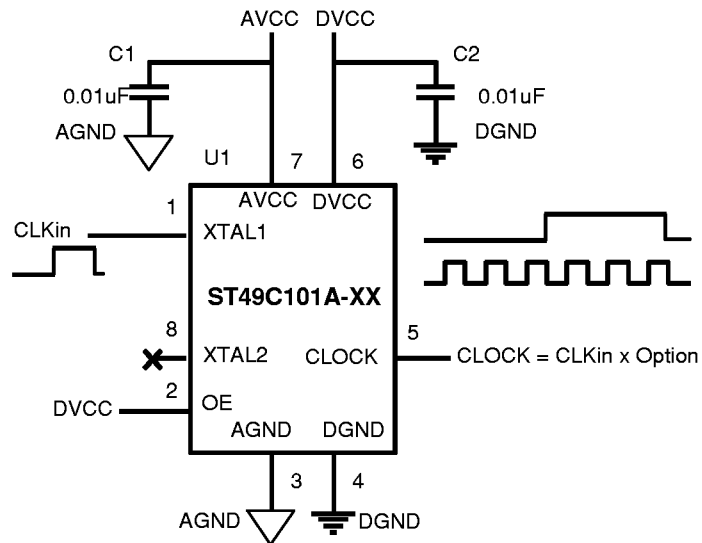 AVCC DVCC
C1 C2
0.01uF 0.01uF
AGND DGND
U1 7 6
AVCC DVCC
1
CLKin XTAL1
ST49C101A-XX
8 5
XTAL2 CLOCK CLOCK = CLKin x Option
2
DVCC OE
AGND DGND
3 4
AGND DGND